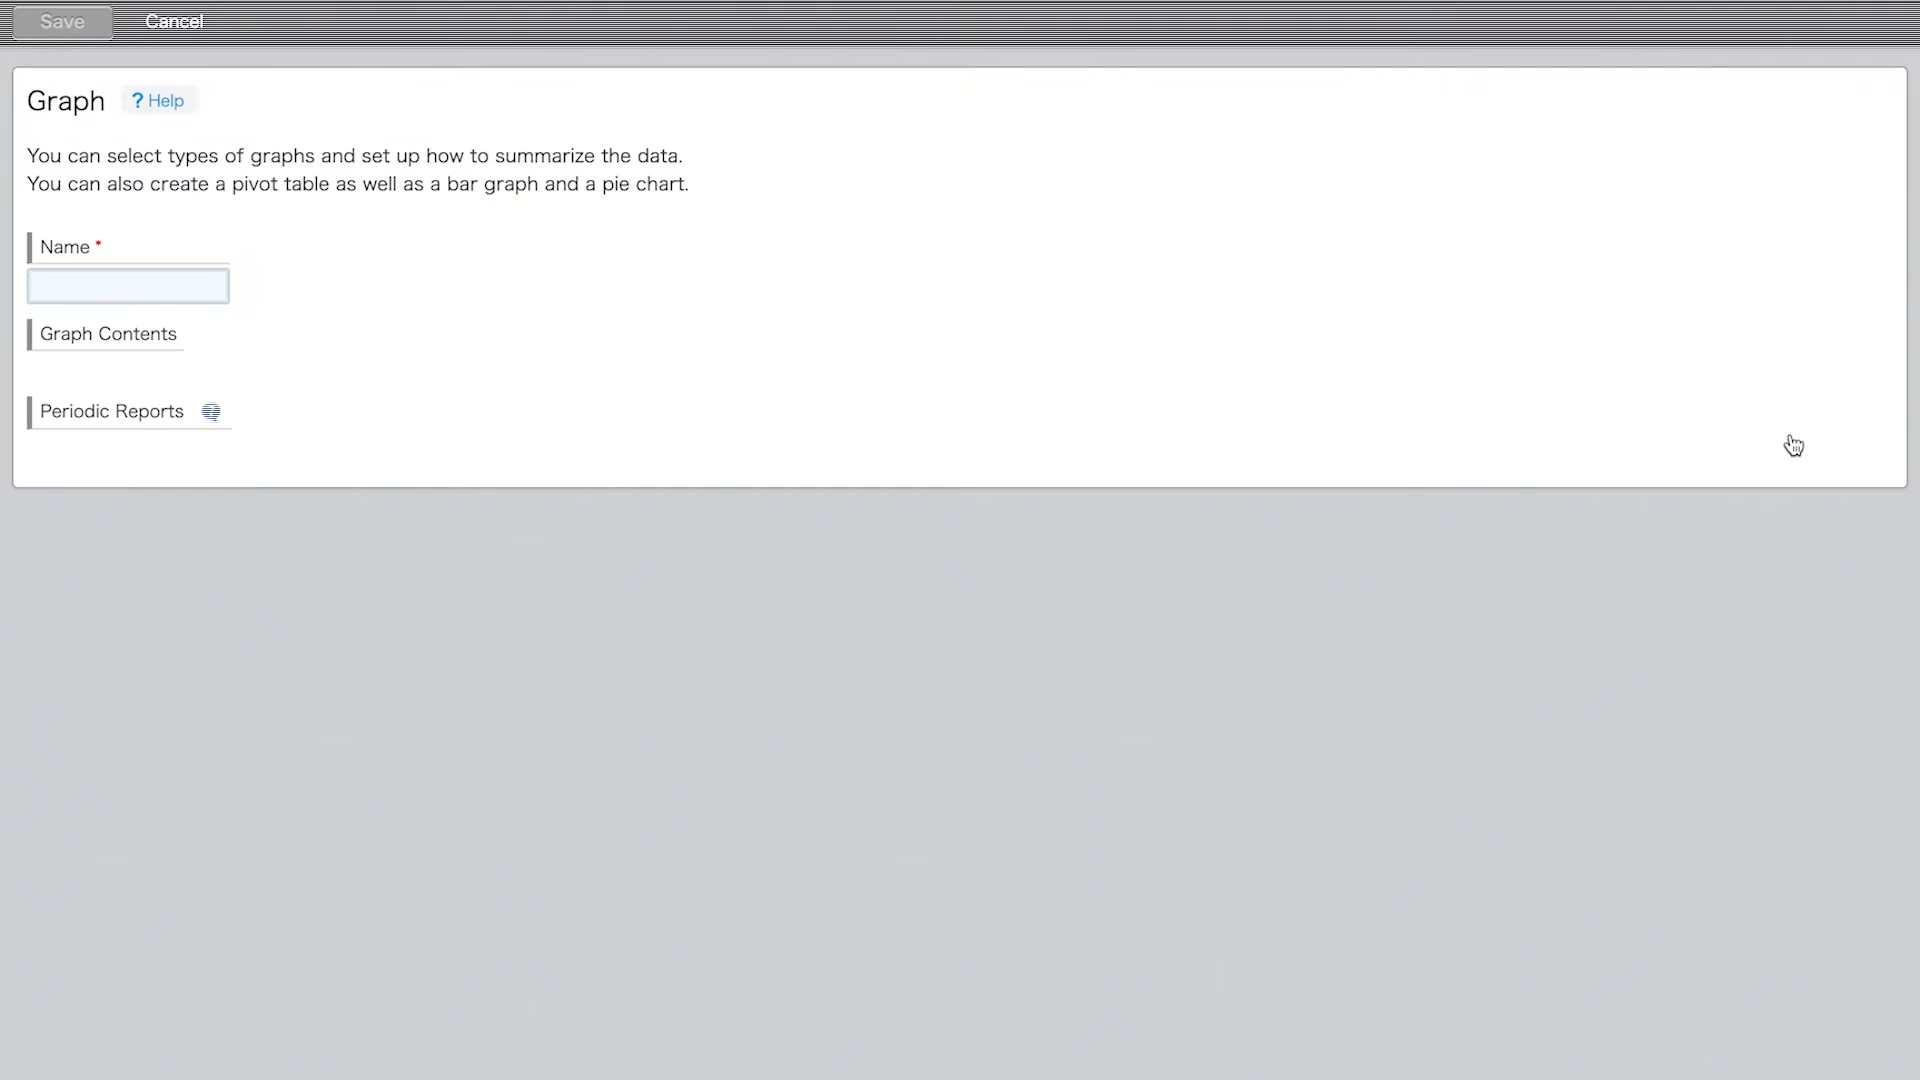 Save Cancel
Graph ? Help
You can select types of graphs and set up how to summarize the data.
You can also create a pivot table as well as a bar graph and a pie chart.
Name *
Graph Contents
Periodic Reports